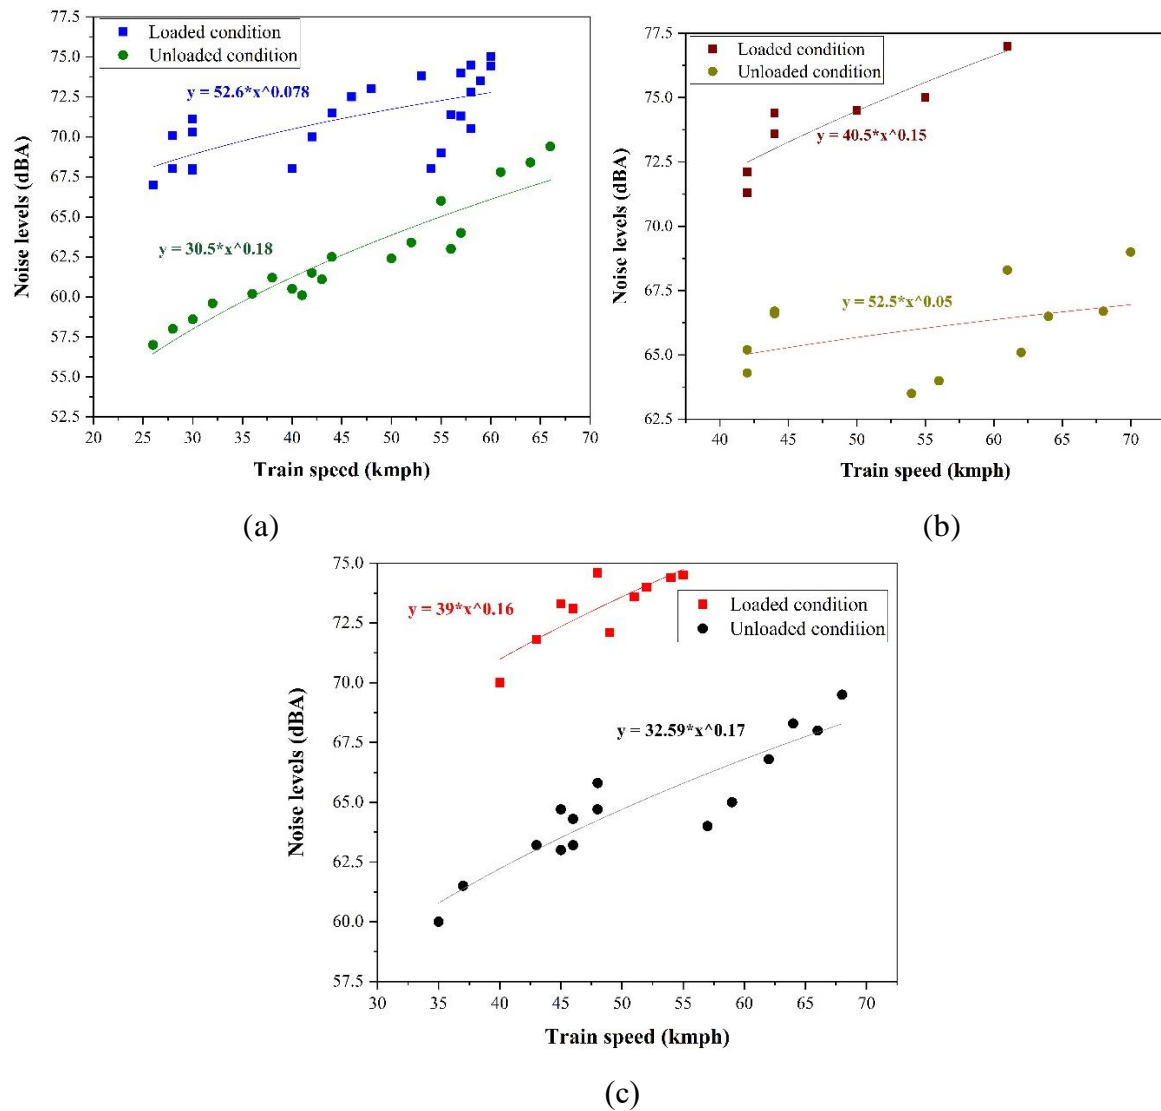 77.5
75.0
72.5
70.0
67.5
65.0
62.5
60.0
57.5
55.0
52.5
Noise levels (dBA)
Loaded condition
Unloaded condition
y = 52.6*x^0.078
y = 30.5*x^0.18
20 25 30 35 40 45 50 55 60 65 70
Train speed (kmph)
(a)
77.5
75.0
72.5
70.0
67.5
65.0
62.5
Noise levels (dBA)
Loaded condition
Unloaded condition
y = 40.5*x^0.15
y = 52.5*x^0.05
40 45 50 55 60 65 70
Train speed (kmph)
(b)
75.0
72.5
70.0
67.5
65.0
62.5
60.0
57.5
Noise levels (dBA)
Loaded condition
Unloaded condition
y = 39*x^0.16
y = 32.59*x^0.17
30 35 40 45 50 55 60 65 70
Train speed (kmph)
(c)